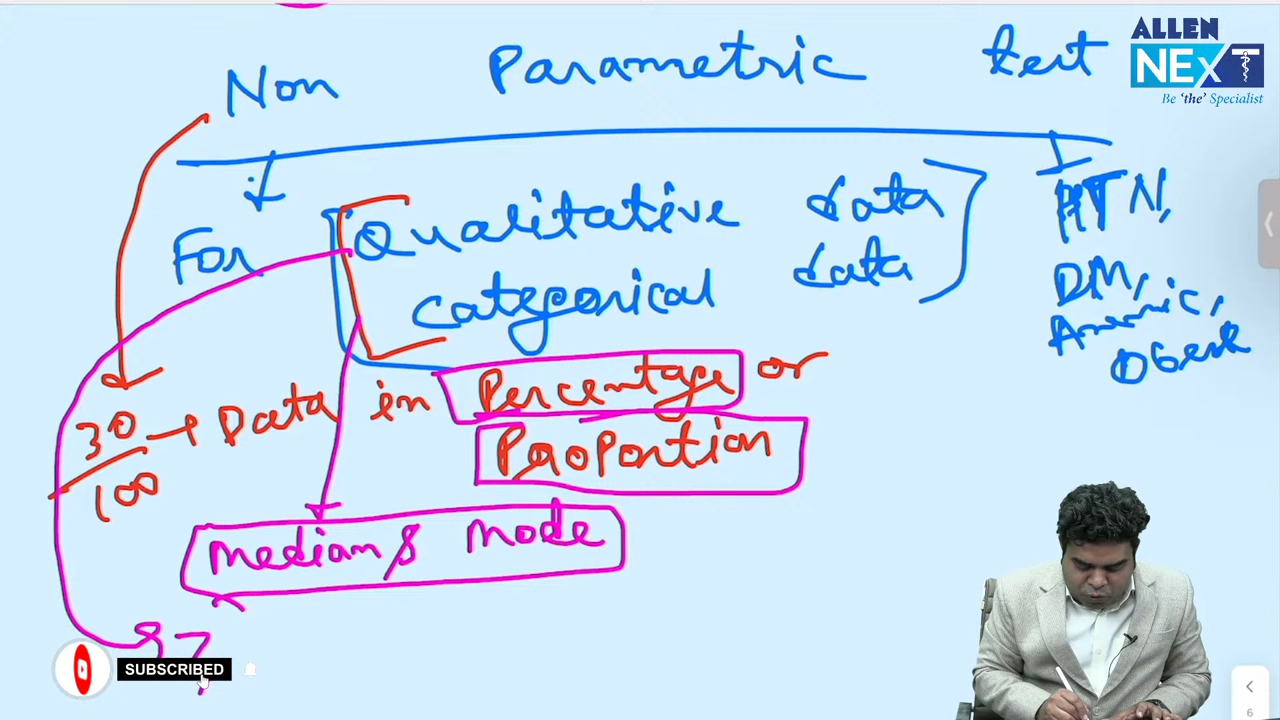 ALLEN
NEXT
Be 'the' Specialist
Non Parametric test
For Qualitative data
categorical data
HTN,
DM,
Anemic,
Obese
30/100 → Data in Percentage or
Proportion
Median & Mode
SUBSCRIBED
6